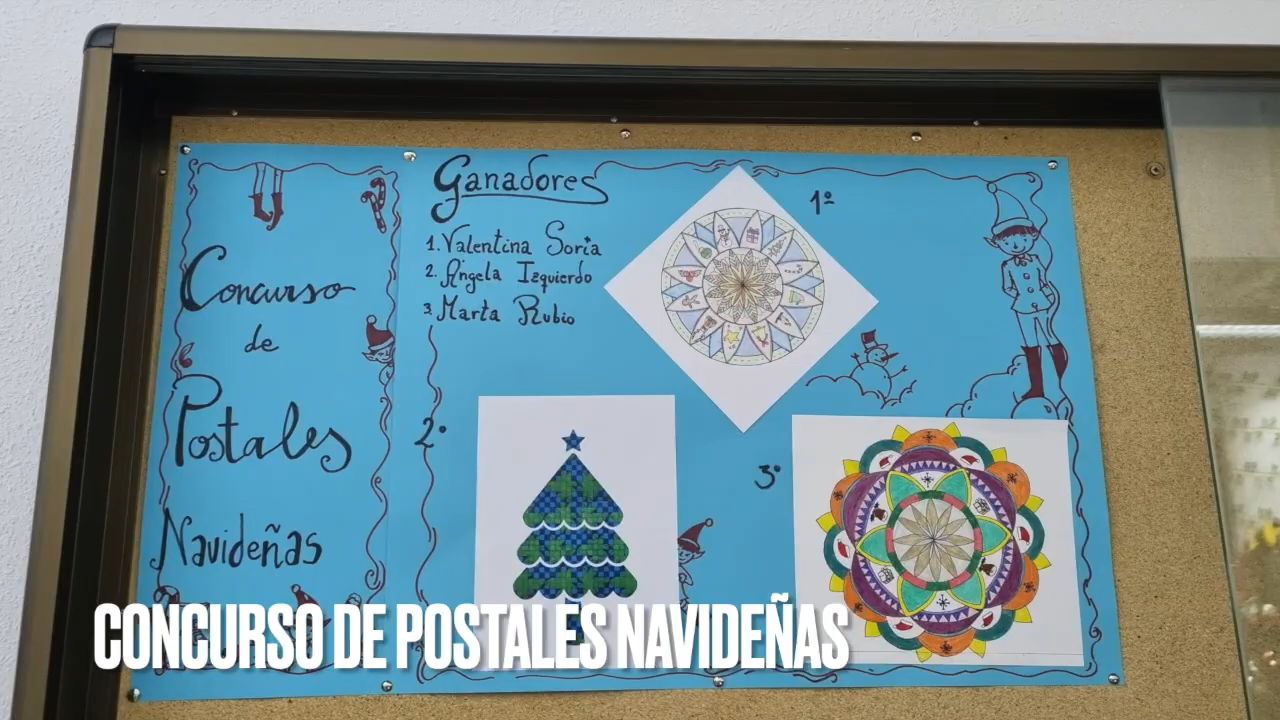 Concurso
de
Postales
Navideñas
Ganadores
1. Valentina Soria
2. Ángela Izquierdo
3. Marta Rubio
1º
2º
3º
CONCURSO DE POSTALES NAVIDEÑAS